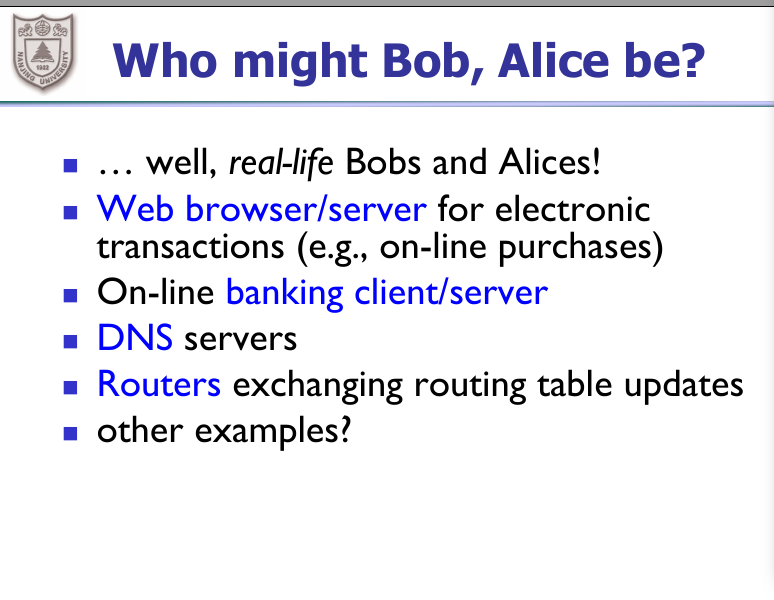 NANJING UNIVERSITY
1902
Who might Bob, Alice be?
… well, real-life Bobs and Alices!
Web browser/server for electronic
transactions (e.g., on-line purchases)
On-line banking client/server
DNS servers
Routers exchanging routing table updates
other examples?